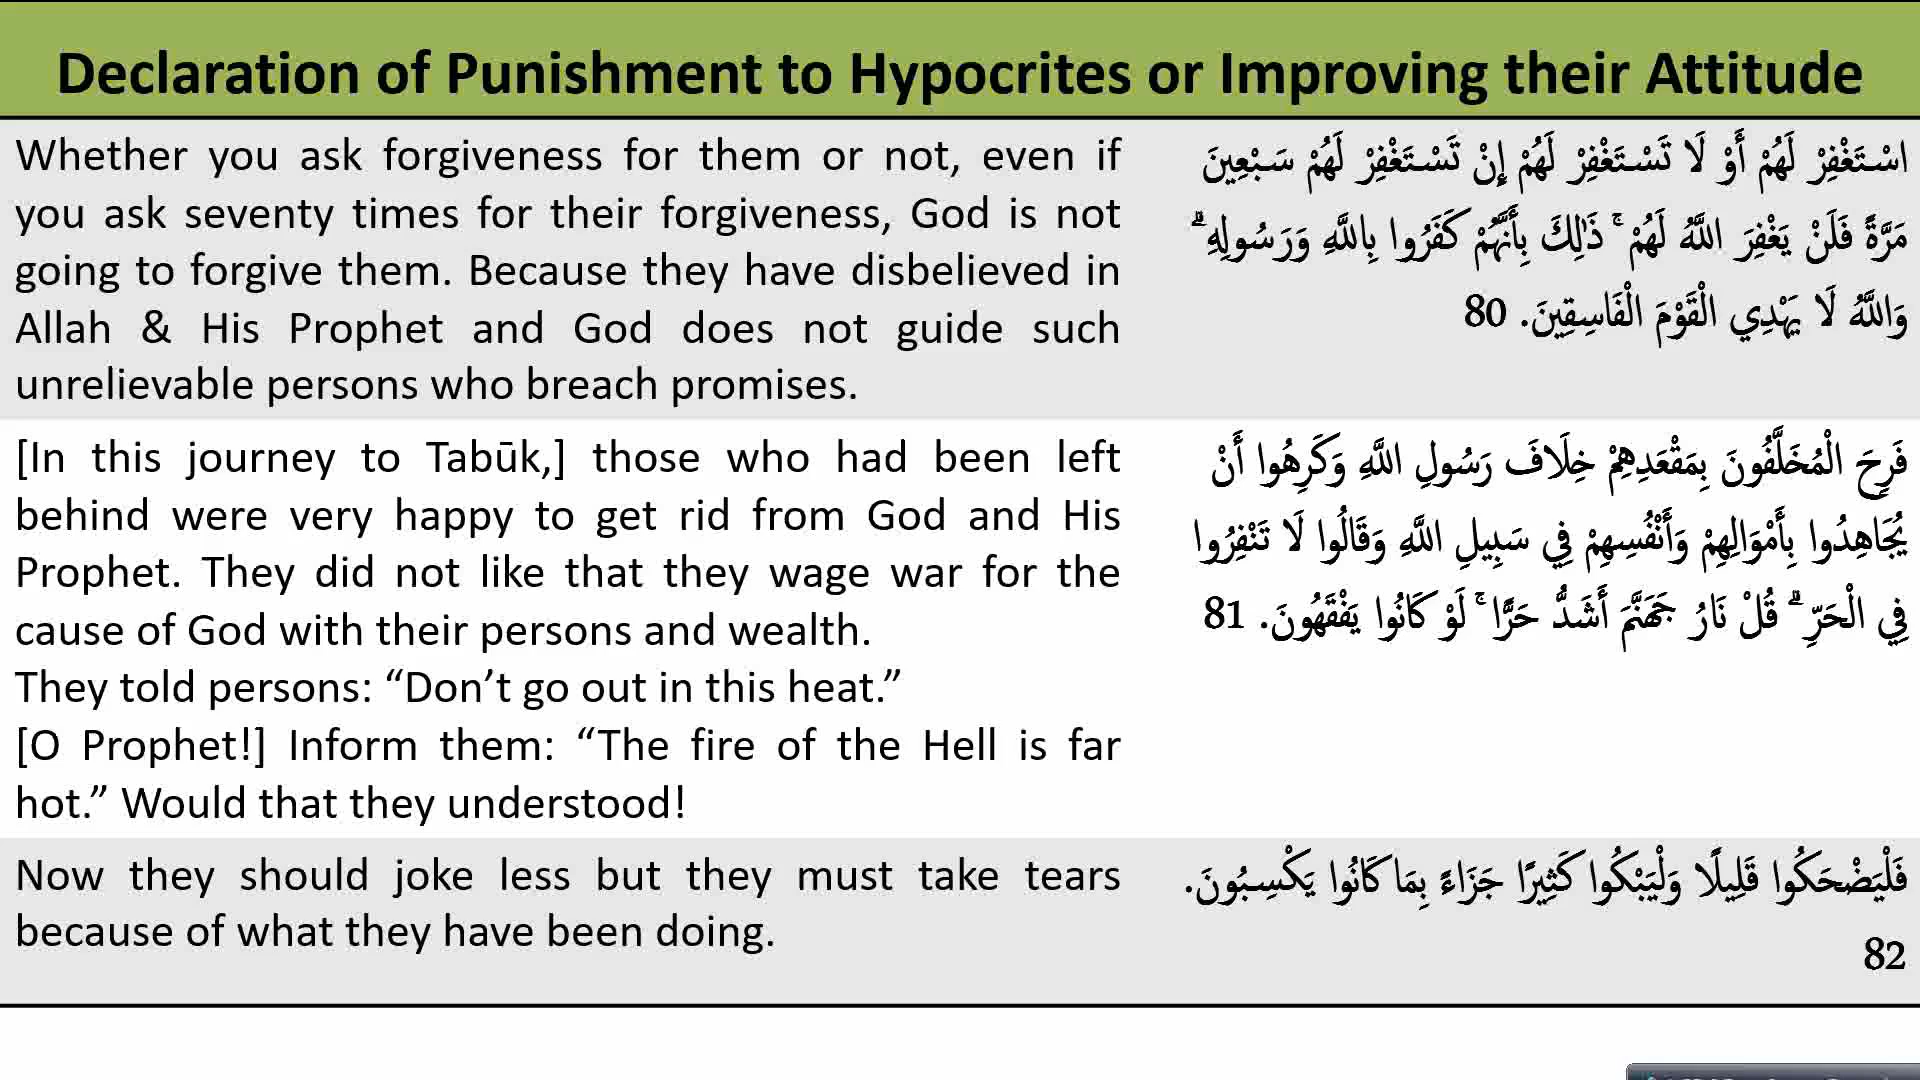 Declaration of Punishment to Hypocrites or Improving their Attitude
Whether you ask forgiveness for them or not, even if
you ask seventy times for their forgiveness, God is not
going to forgive them. Because they have disbelieved in
Allah & His Prophet and God does not guide such
unrelievable persons who breach promises.
اسْتَغْفِرْ لَهُمْ أَوْ لَا تَسْتَغْفِرْ لَهُمْ إِنْ تَسْتَغْفِرْ لَهُمْ سَبْعِينَ
مَرَّةً فَلَنْ يَغْفِرَ اللَّهُ لَهُمْ ۚ ذَٰلِكَ بِأَنَّهُمْ كَفَرُوا بِاللَّهِ وَرَسُولِهِ ۗ
وَاللَّهُ لَا يَهْدِي الْقَوْمَ الْفَاسِقِينَ. 80
[In this journey to Tabūk,] those who had been left
behind were very happy to get rid from God and His
Prophet. They did not like that they wage war for the
cause of God with their persons and wealth.
They told persons: “Don’t go out in this heat.”
[O Prophet!] Inform them: “The fire of the Hell is far
hot.” Would that they understood!
فَرِحَ الْمُخَلَّفُونَ بِمَقْعَدِهِمْ خِلَافَ رَسُولِ اللَّهِ وَكَرِهُوا أَنْ
يُجَاهِدُوا بِأَمْوَالِهِمْ وَأَنْفُسِهِمْ فِي سَبِيلِ اللَّهِ وَقَالُوا لَا تَنْفِرُوا
فِي الْحَرِّ ۗ قُلْ نَارُ جَهَنَّمَ أَشَدُّ حَرًّا ۚ لَوْ كَانُوا يَفْقَهُونَ. 81
Now they should joke less but they must take tears
because of what they have been doing.
فَلْيَضْحَكُوا قَلِيلًا وَلْيَبْكُوا كَثِيرًا جَزَاءً بِمَا كَانُوا يَكْسِبُونَ.
82